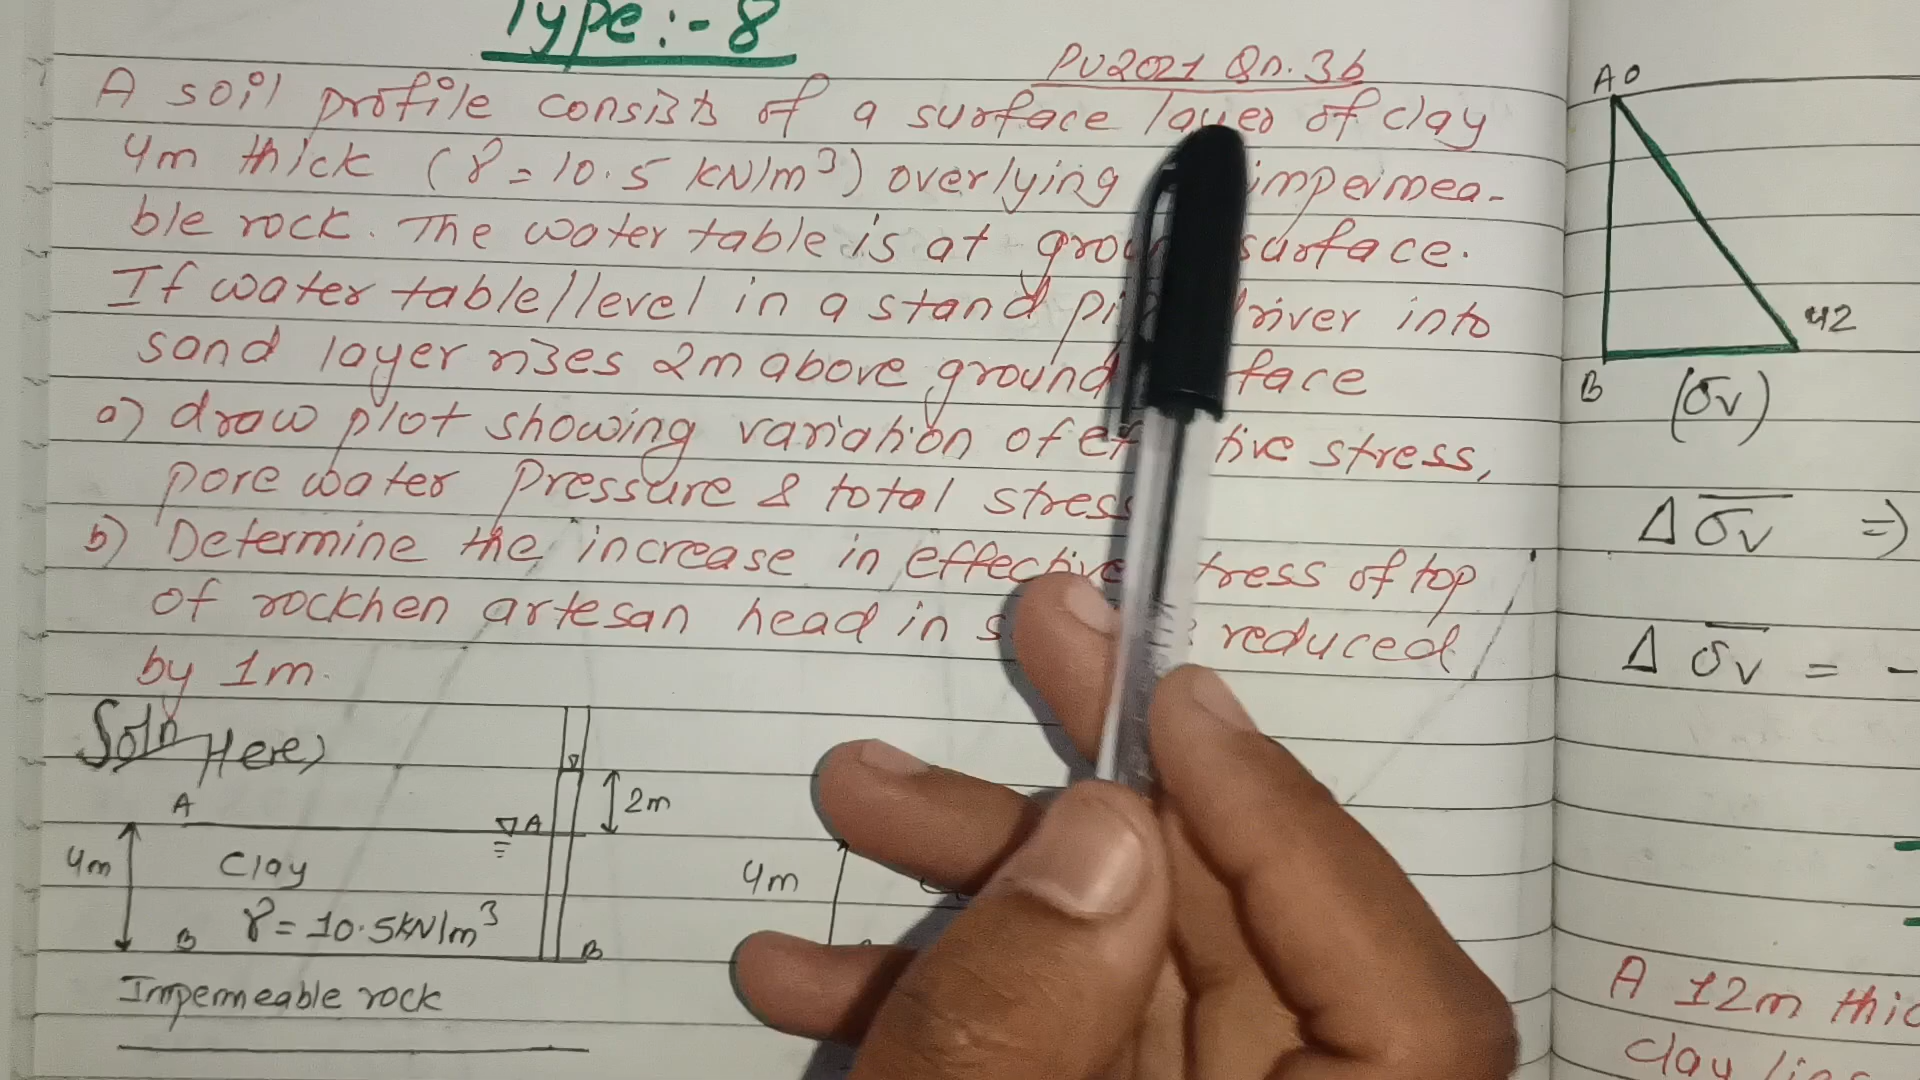 Type:- 8
PU2021 Qn. 3b
A soil profile consists of a surface layer of clay
4m thick (γ = 10.5 kN/m³) overlying impermea-
ble rock. The water table is at surface.
If water table/level in a stand into
sand layer rises 2m above ground
a) draw plot showing variation of stress,
pore water pressure & total stress
b) Determine the increase in effective stress of top
of rockhen artesan head in reduced
by 1m.
Soln Here,
2m
A
A
4m
Clay
γ = 10.5kN/m³
B
B
Impermeable rock
4m
A 0
42
B
(σv)
Δ σ̅v̅ =)
Δ σ̅v̅ = -
A 12m
clay